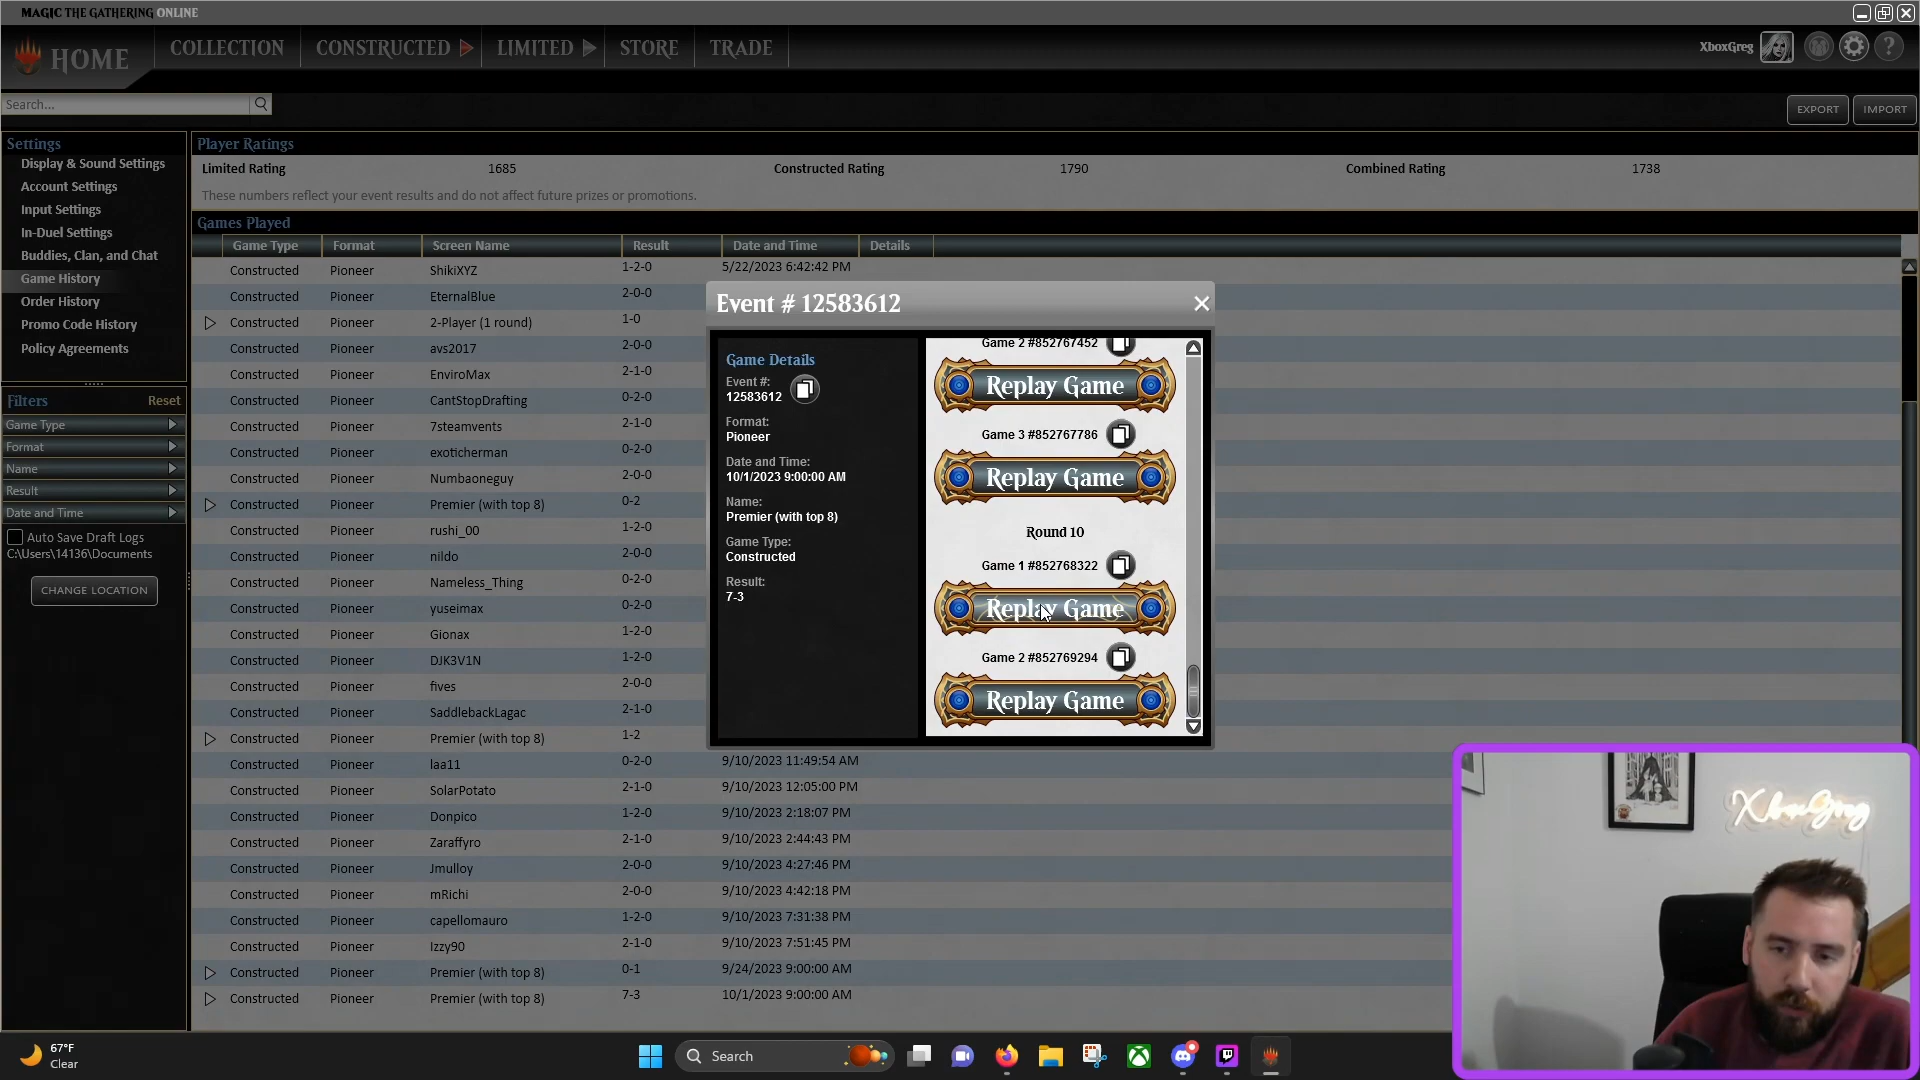 MAGIC THE GATHERING ONLINE
HOME
COLLECTION
CONSTRUCTED
LIMITED
STORE
TRADE
XboxGreg
?
Search...
EXPORT
IMPORT
Settings
Display & Sound Settings
Account Settings
Input Settings
In-Duel Settings
Buddies, Clan, and Chat
Game History
Order History
Promo Code History
Policy Agreements
Filters Reset
Game Type
Format
Name
Result
Date and Time
Auto Save Draft Logs
C:\Users\14136\Documents
CHANGE LOCATION
Player Ratings
Limited Rating 1685 Constructed Rating 1790 Combined Rating 1738
These numbers reflect your event results and do not affect future prizes or promotions.
Games Played
Game Type Format Screen Name Result Date and Time Details
Constructed Pioneer ShikiXYZ 1-2-0 5/22/2023 6:42:42 PM
Constructed Pioneer EternalBlue 2-0-0
Constructed Pioneer 2-Player (1 round) 1-0
Constructed Pioneer avs2017 2-0-0
Constructed Pioneer EnviroMax 2-1-0
Constructed Pioneer CantStopDrafting 0-2-0
Constructed Pioneer 7steamvents 2-1-0
Constructed Pioneer exoticherman 0-2-0
Constructed Pioneer Numbaoneguy 2-0-0
Constructed Pioneer Premier (with top 8) 0-2
Constructed Pioneer rushi_00 1-2-0
Constructed Pioneer nildo 2-0-0
Constructed Pioneer Nameless_Thing 0-2-0
Constructed Pioneer yuseimax 0-2-0
Constructed Pioneer Gionax 1-2-0
Constructed Pioneer DJK3V1N 1-2-0
Constructed Pioneer fives 2-0-0
Constructed Pioneer SaddlebackLagac 2-1-0
Constructed Pioneer Premier (with top 8) 1-2
Constructed Pioneer laa11 0-2-0 9/10/2023 11:49:54 AM
Constructed Pioneer SolarPotato 2-1-0 9/10/2023 12:05:00 PM
Constructed Pioneer Donpico 1-2-0 9/10/2023 2:18:07 PM
Constructed Pioneer Zaraffyro 2-1-0 9/10/2023 2:44:43 PM
Constructed Pioneer Jmulloy 2-0-0 9/10/2023 4:27:46 PM
Constructed Pioneer mRichi 2-0-0 9/10/2023 4:42:18 PM
Constructed Pioneer capellomauro 1-2-0 9/10/2023 7:31:38 PM
Constructed Pioneer Izzy90 2-1-0 9/10/2023 7:51:45 PM
Constructed Pioneer Premier (with top 8) 0-1 9/24/2023 9:00:00 AM
Constructed Pioneer Premier (with top 8) 7-3 10/1/2023 9:00:00 AM
Event # 12583612
Game Details
Event #:
12583612
Format:
Pioneer
Date and Time:
10/1/2023 9:00:00 AM
Name:
Premier (with top 8)
Game Type:
Constructed
Result:
7-3
Game 2 #852767452
Replay Game
Game 3 #852767786
Replay Game
Round 10
Game 1 #852768322
Replay Game
Game 2 #852769294
Replay Game
XboxGreg
67°F
Clear
Search